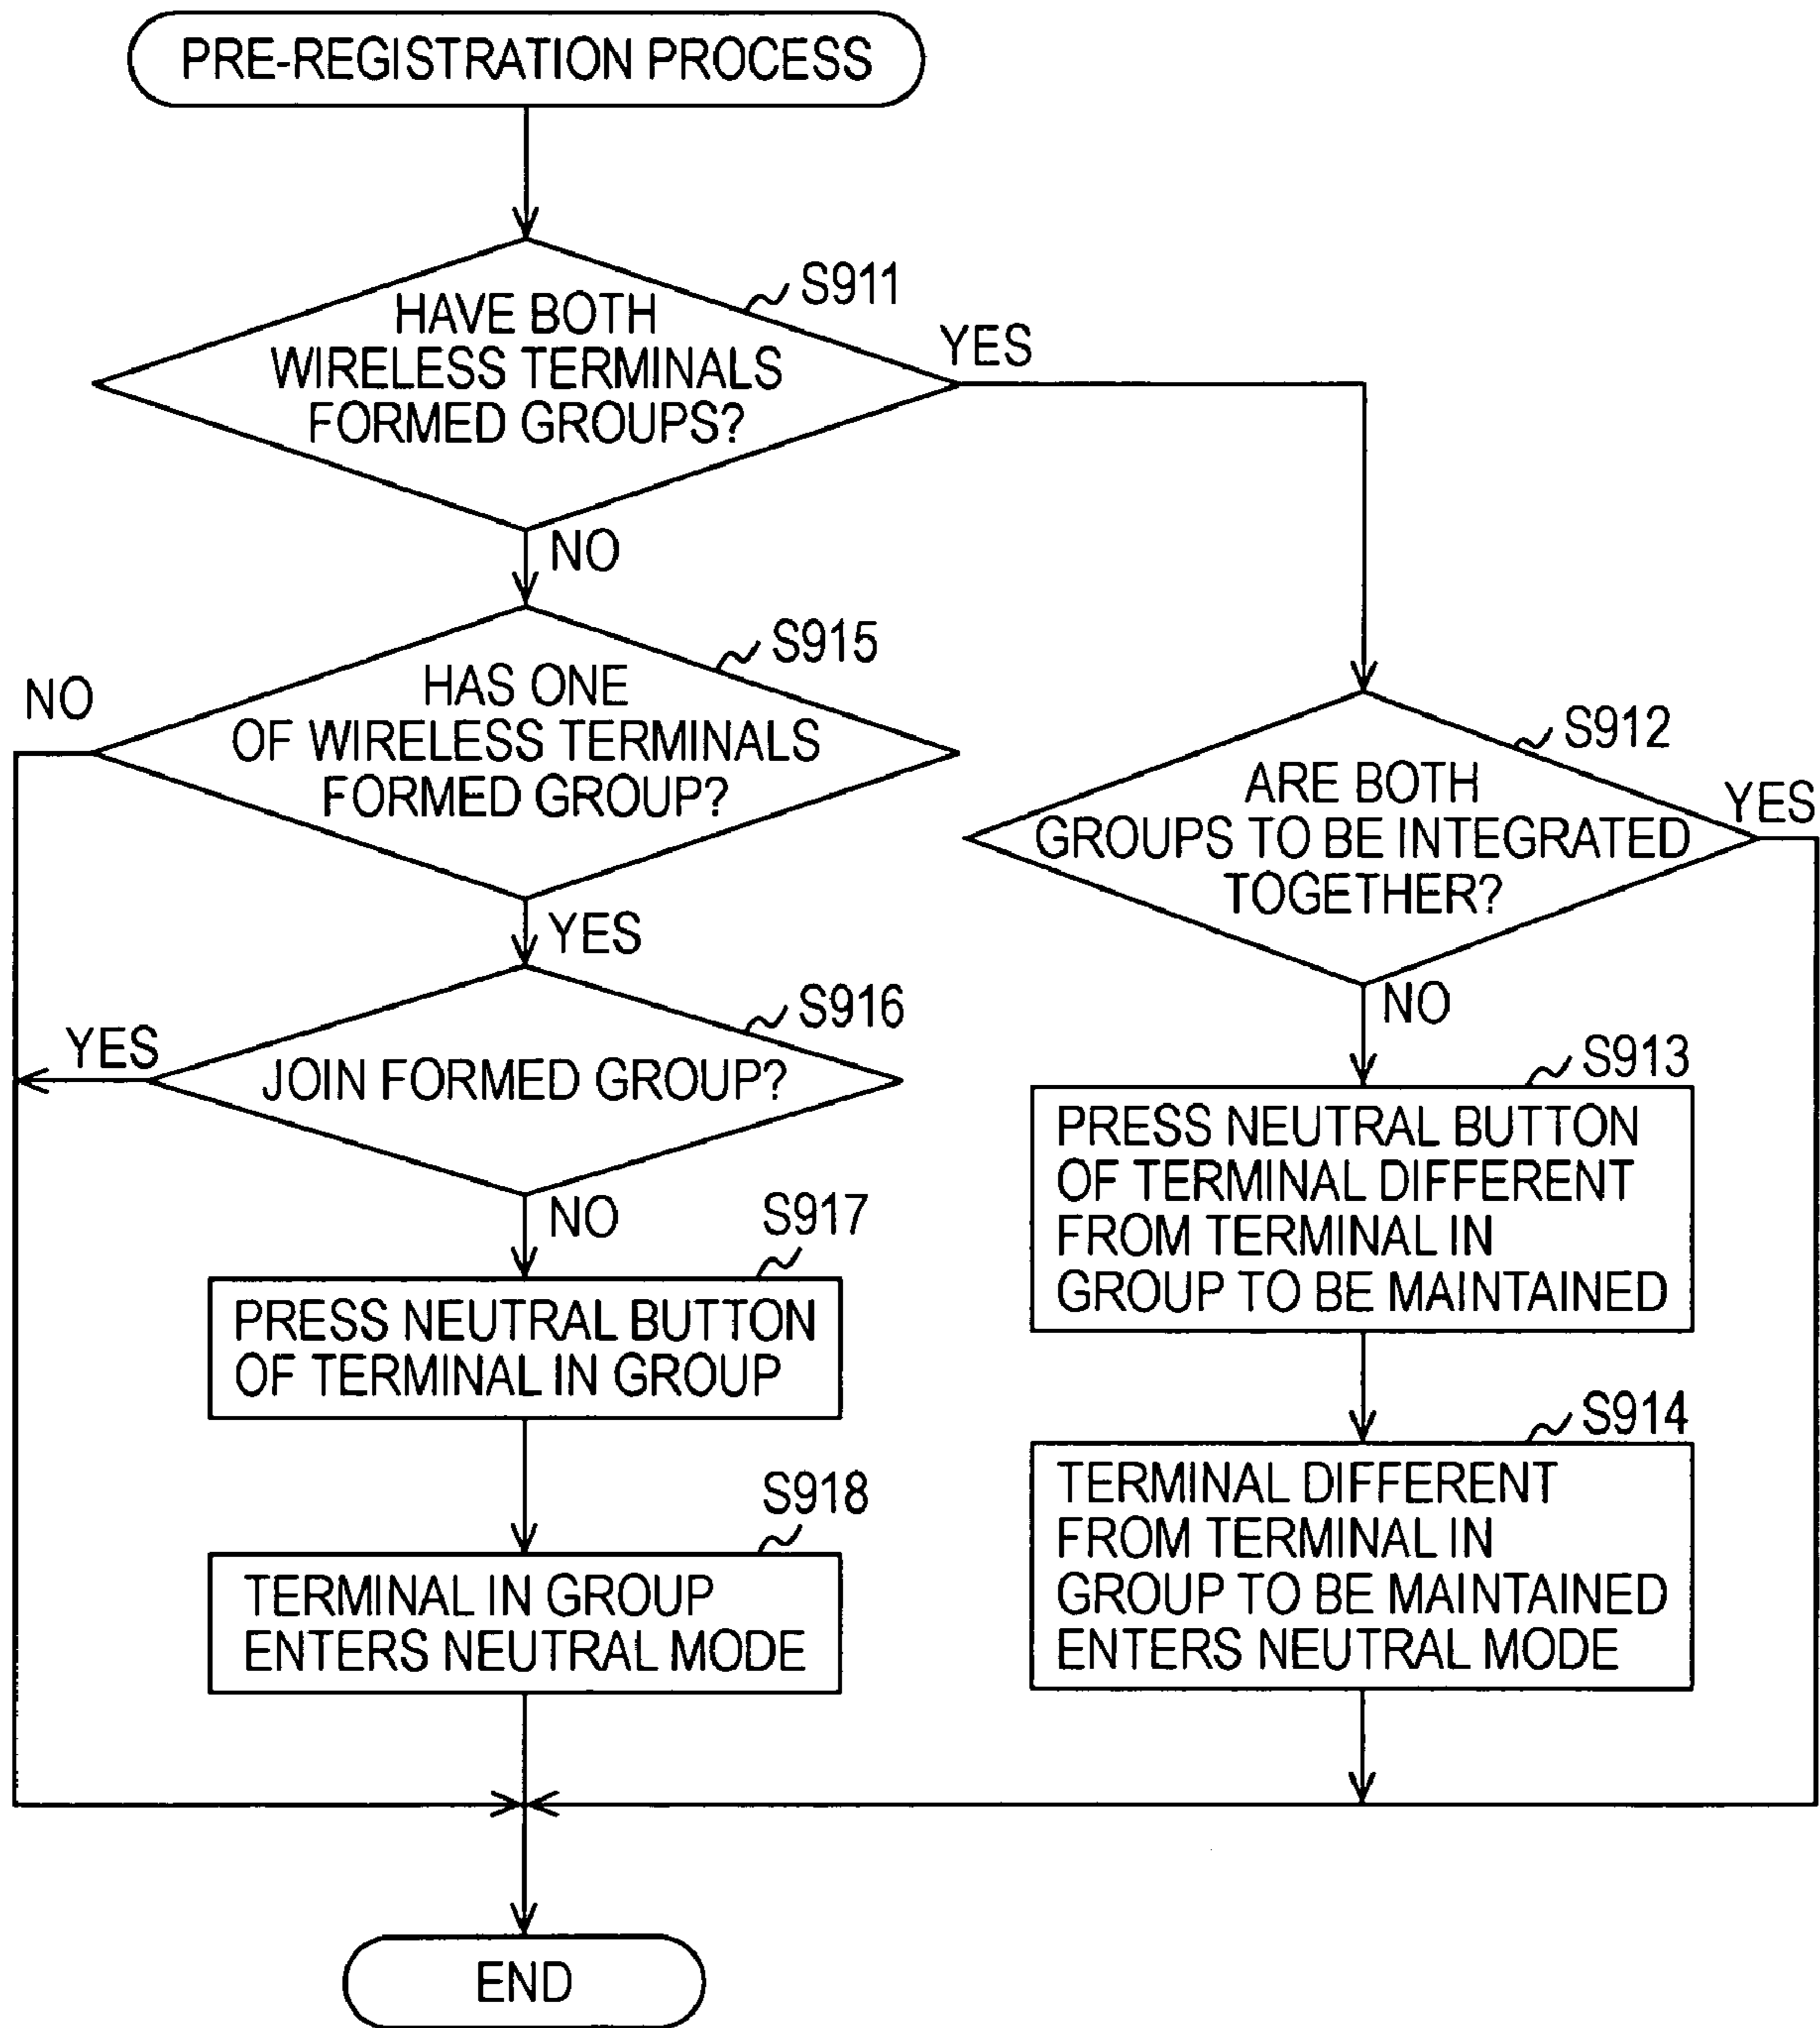 PRE-REGISTRATION PROCESS
S911
HAVE BOTH
WIRELESS TERMINALS
FORMED GROUPS?
YES
NO
S915
HAS ONE
OF WIRELESS TERMINALS
FORMED GROUP?
NO
YES
S916
JOIN FORMED GROUP?
YES
NO
S917
PRESS NEUTRAL BUTTON
OF TERMINAL IN GROUP
S918
TERMINAL IN GROUP
ENTERS NEUTRAL MODE
S912
ARE BOTH
GROUPS TO BE INTEGRATED
TOGETHER?
YES
NO
S913
PRESS NEUTRAL BUTTON
OF TERMINAL DIFFERENT
FROM TERMINAL IN
GROUP TO BE MAINTAINED
S914
TERMINAL DIFFERENT
FROM TERMINAL IN
GROUP TO BE MAINTAINED
ENTERS NEUTRAL MODE
END